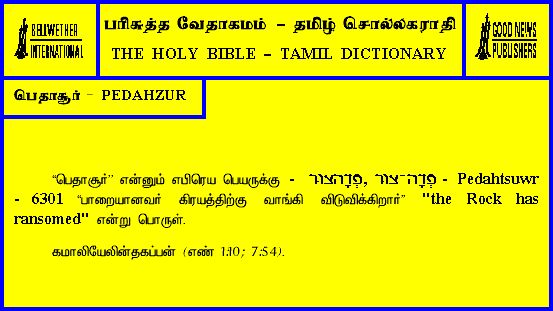 BELLWETHER
INTERNATIONAL
பரிசுத்த வேதாகமம் – தமிழ் சொல்லகராதி
THE HOLY BIBLE – TAMIL DICTIONARY
GOOD NEWS
PUBLISHERS
பெதாசூர் – PEDAHZUR
“பெதாசூர்” என்னும் எபிரெய பெயருக்கு - פְּדָהצוּר, פְּדָה־צוּר - Pedahtsuwr
- 6301 “பாறையானவர் கிரயத்திற்கு வாங்கி விடுவிக்கிறார்” "the Rock has
ransomed" என்று பொருள்.
கமாலியேலின்தகப்பன் (எண் 1:10; 7:54).